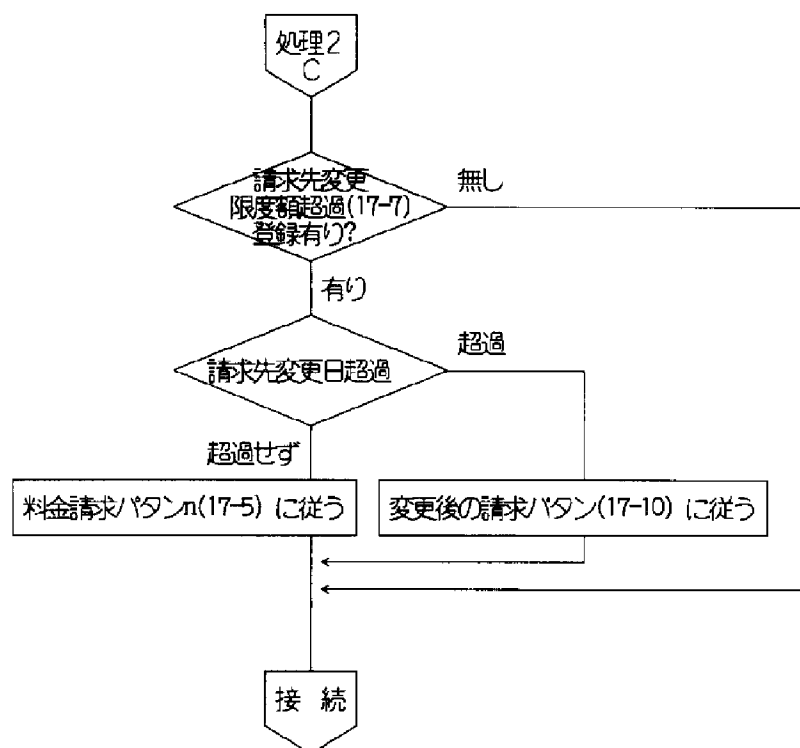 処理2
C
請求先変更
限度額超過(17-7)
登録有り?
無し
有り
請求先変更日超過
超過
超過せず
料金請求パタンn(17-5) に従う
変更後の請求パタン(17-10) に従う
接 続